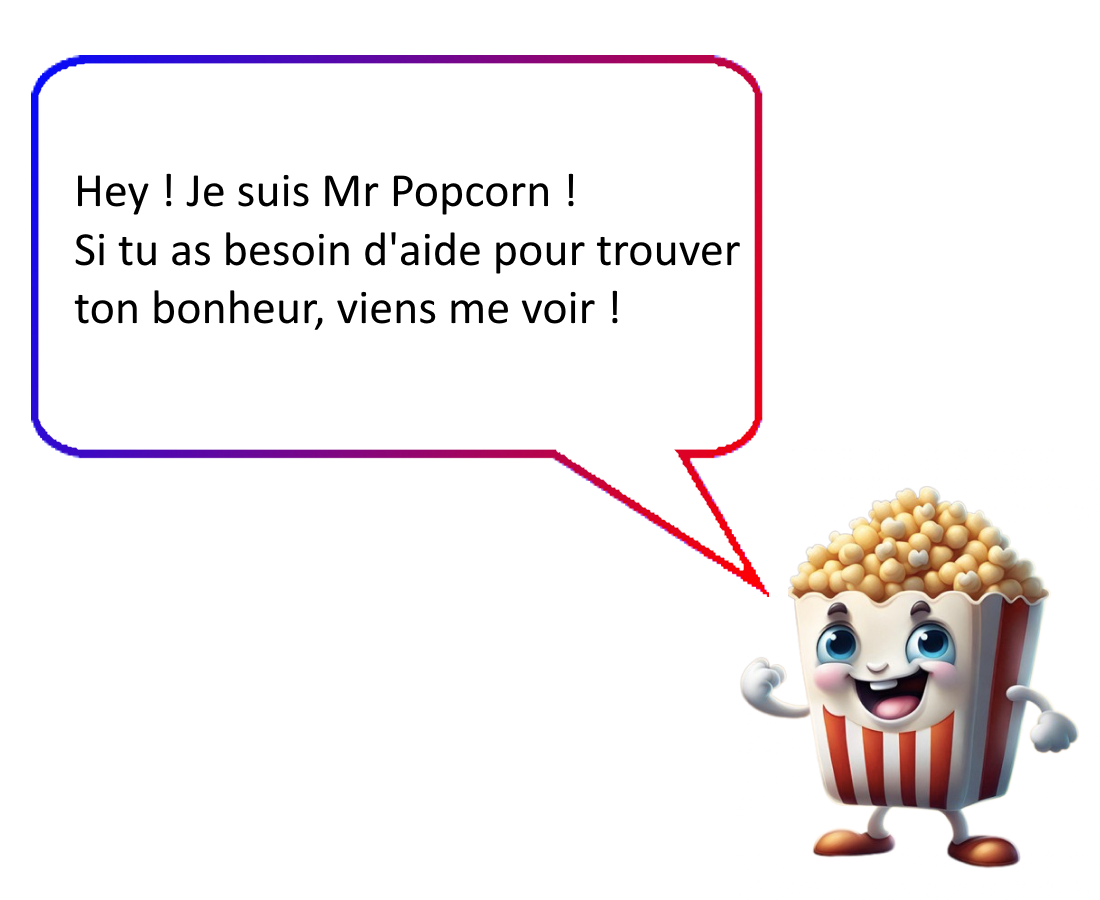 Hey ! Je suis Mr Popcorn !
Si tu as besoin d'aide pour trouver
ton bonheur, viens me voir !